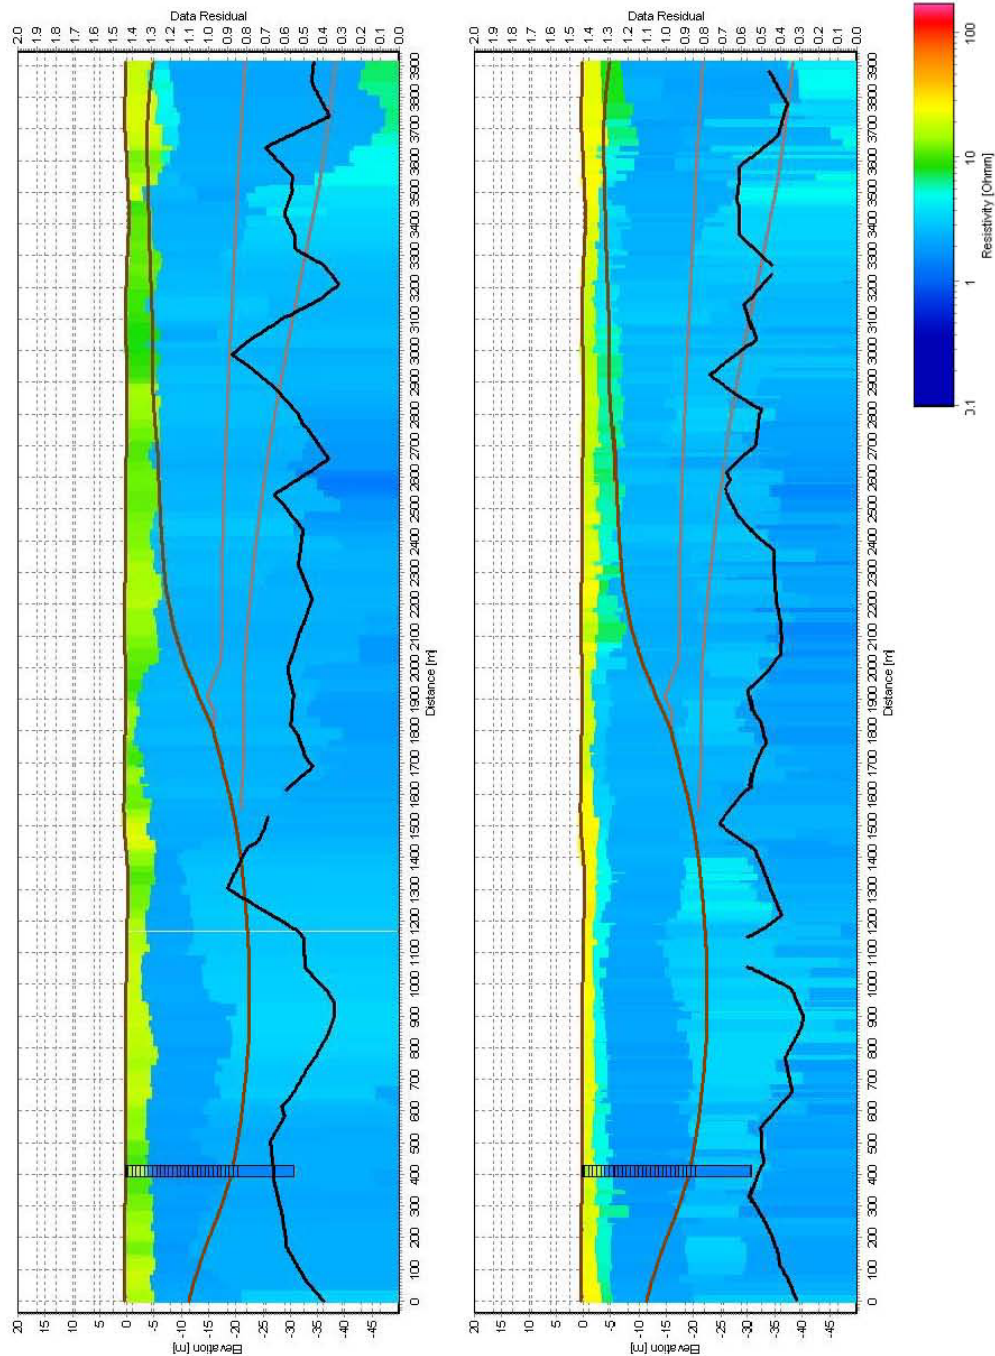 Data Residual
2.0 1.9 1.8 1.7 1.6 1.5 1.4 1.3 1.2 1.1 1.0 0.9 0.8 0.7 0.6 0.5 0.4 0.3 0.2 0.1 0.0
0 100 200 300 400 500 600 700 800 900 1000 1100 1200 1300 1400 1500 1600 1700 1800 1900 2000 2100 2200 2300 2400 2500 2600 2700 2800 2900 3000 3100 3200 3300 3400 3500 3600 3700 3800 3900
Distance [m]
20 15 10 5 0 -5 -10 -15 -20 -25 -30 -35 -40 -45
Elevation [m]
Data Residual
2.0 1.9 1.8 1.7 1.6 1.5 1.4 1.3 1.2 1.1 1.0 0.9 0.8 0.7 0.6 0.5 0.4 0.3 0.2 0.1 0.0
0 100 200 300 400 500 600 700 800 900 1000 1100 1200 1300 1400 1500 1600 1700 1800 1900 2000 2100 2200 2300 2400 2500 2600 2700 2800 2900 3000 3100 3200 3300 3400 3500 3600 3700 3800 3900
Distance [m]
20 15 10 5 0 -5 -10 -15 -20 -25 -30 -35 -40 -45 -50
Elevation [m]
0.1 1 10 100
Resistivity [Ohmm]